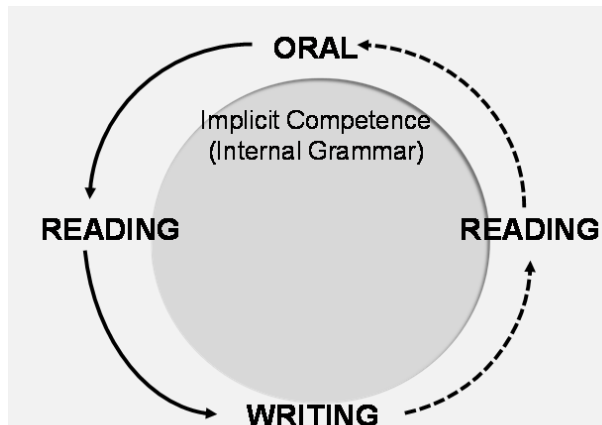 ORAL
Implicit Competence
(Internal Grammar)
READING
READING
WRITING